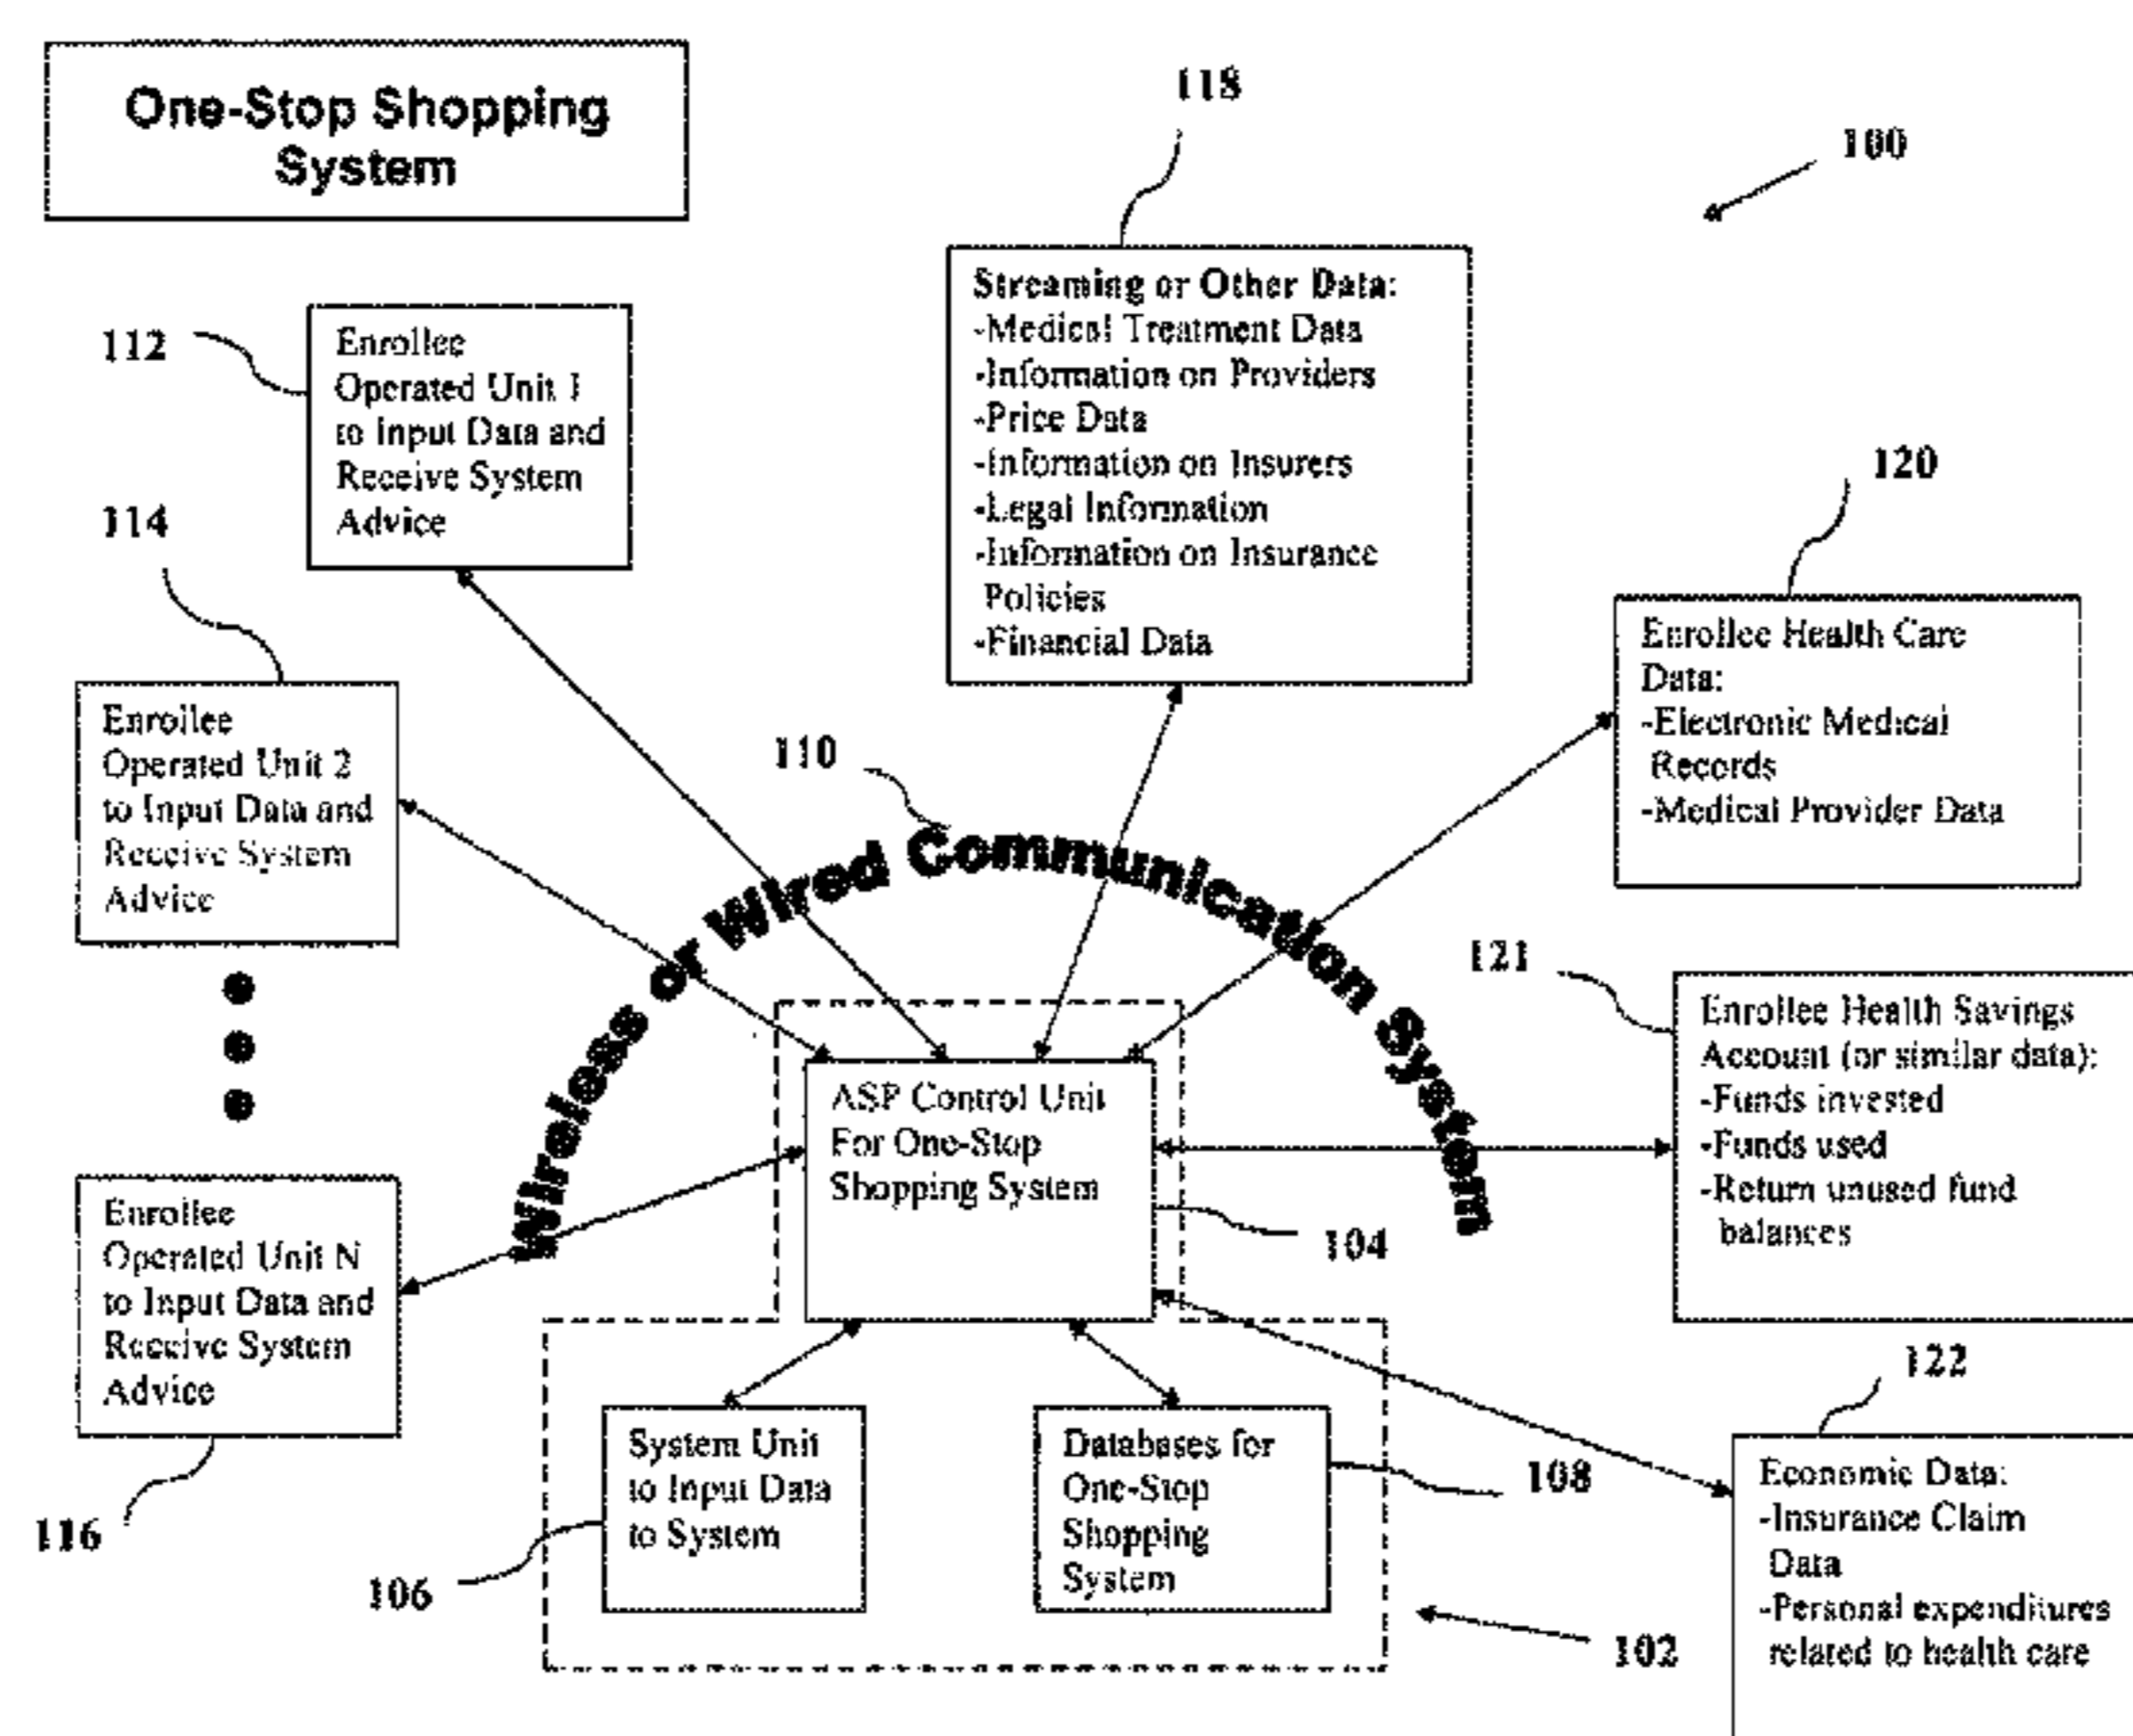 One-Stop Shopping
System
118
100
112
Enrollee
Operated Unit 1
to Input Data and
Receive System
Advice
Streaming or Other Data:
-Medical Treatment Data
-Information on Providers
-Price Data
-Information on Insurers
-Legal Information
-Information on Insurance
Policies
-Financial Data
120
Enrollee Health Care
Data:
-Electronic Medical
Records
-Medical Provider Data
114
Enrollee
Operated Unit 2
to Input Data and
Receive System
Advice
110
Wireless or Wired Communication System
121
Enrollee Health Savings
Account (or similar data):
-Funds invested
-Funds used
-Return unused fund
balances
ASP Control Unit
For One-Stop
Shopping System
104
Enrollee
Operated Unit N
to Input Data and
Receive System
Advice
116
System Unit
to Input Data
to System
106
Databases for
One-Stop
Shopping
System
108
102
122
Economic Data:
-Insurance Claim
Data
-Personal expenditures
related to health care